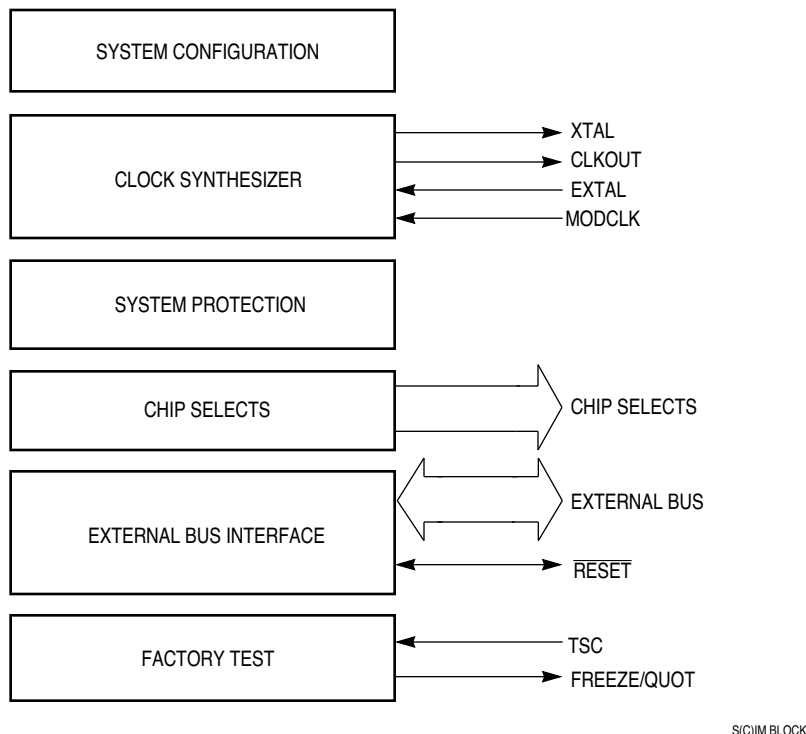 SYSTEM CONFIGURATION
CLOCK SYNTHESIZER
XTAL
CLKOUT
EXTAL
MODCLK
SYSTEM PROTECTION
CHIP SELECTS
CHIP SELECTS
EXTERNAL BUS INTERFACE
EXTERNAL BUS
RESET
FACTORY TEST
TSC
FREEZE/QUOT
S(C)IM BLOCK